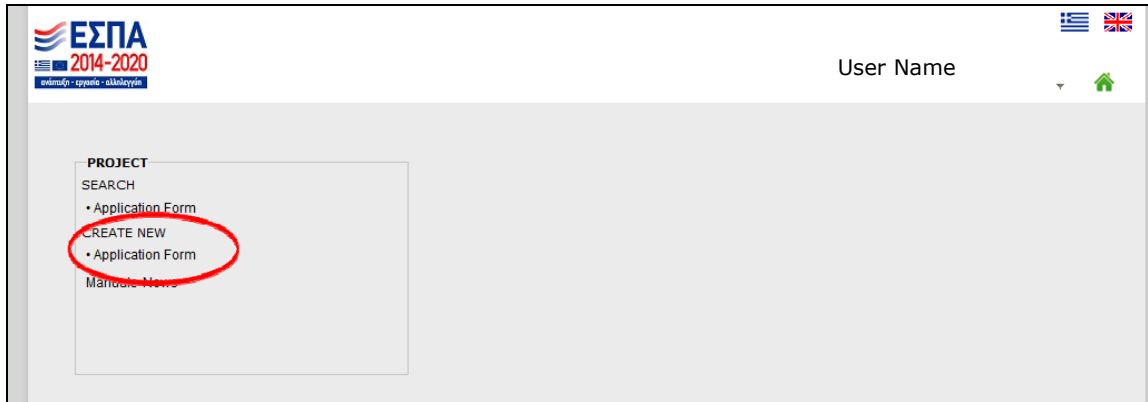 ΕΣΠΑ
2014-2020
ανάπτυξη - εργασία - αλληλεγγύη
User Name
PROJECT
SEARCH
• Application Form
CREATE NEW
• Application Form
Manuals-News